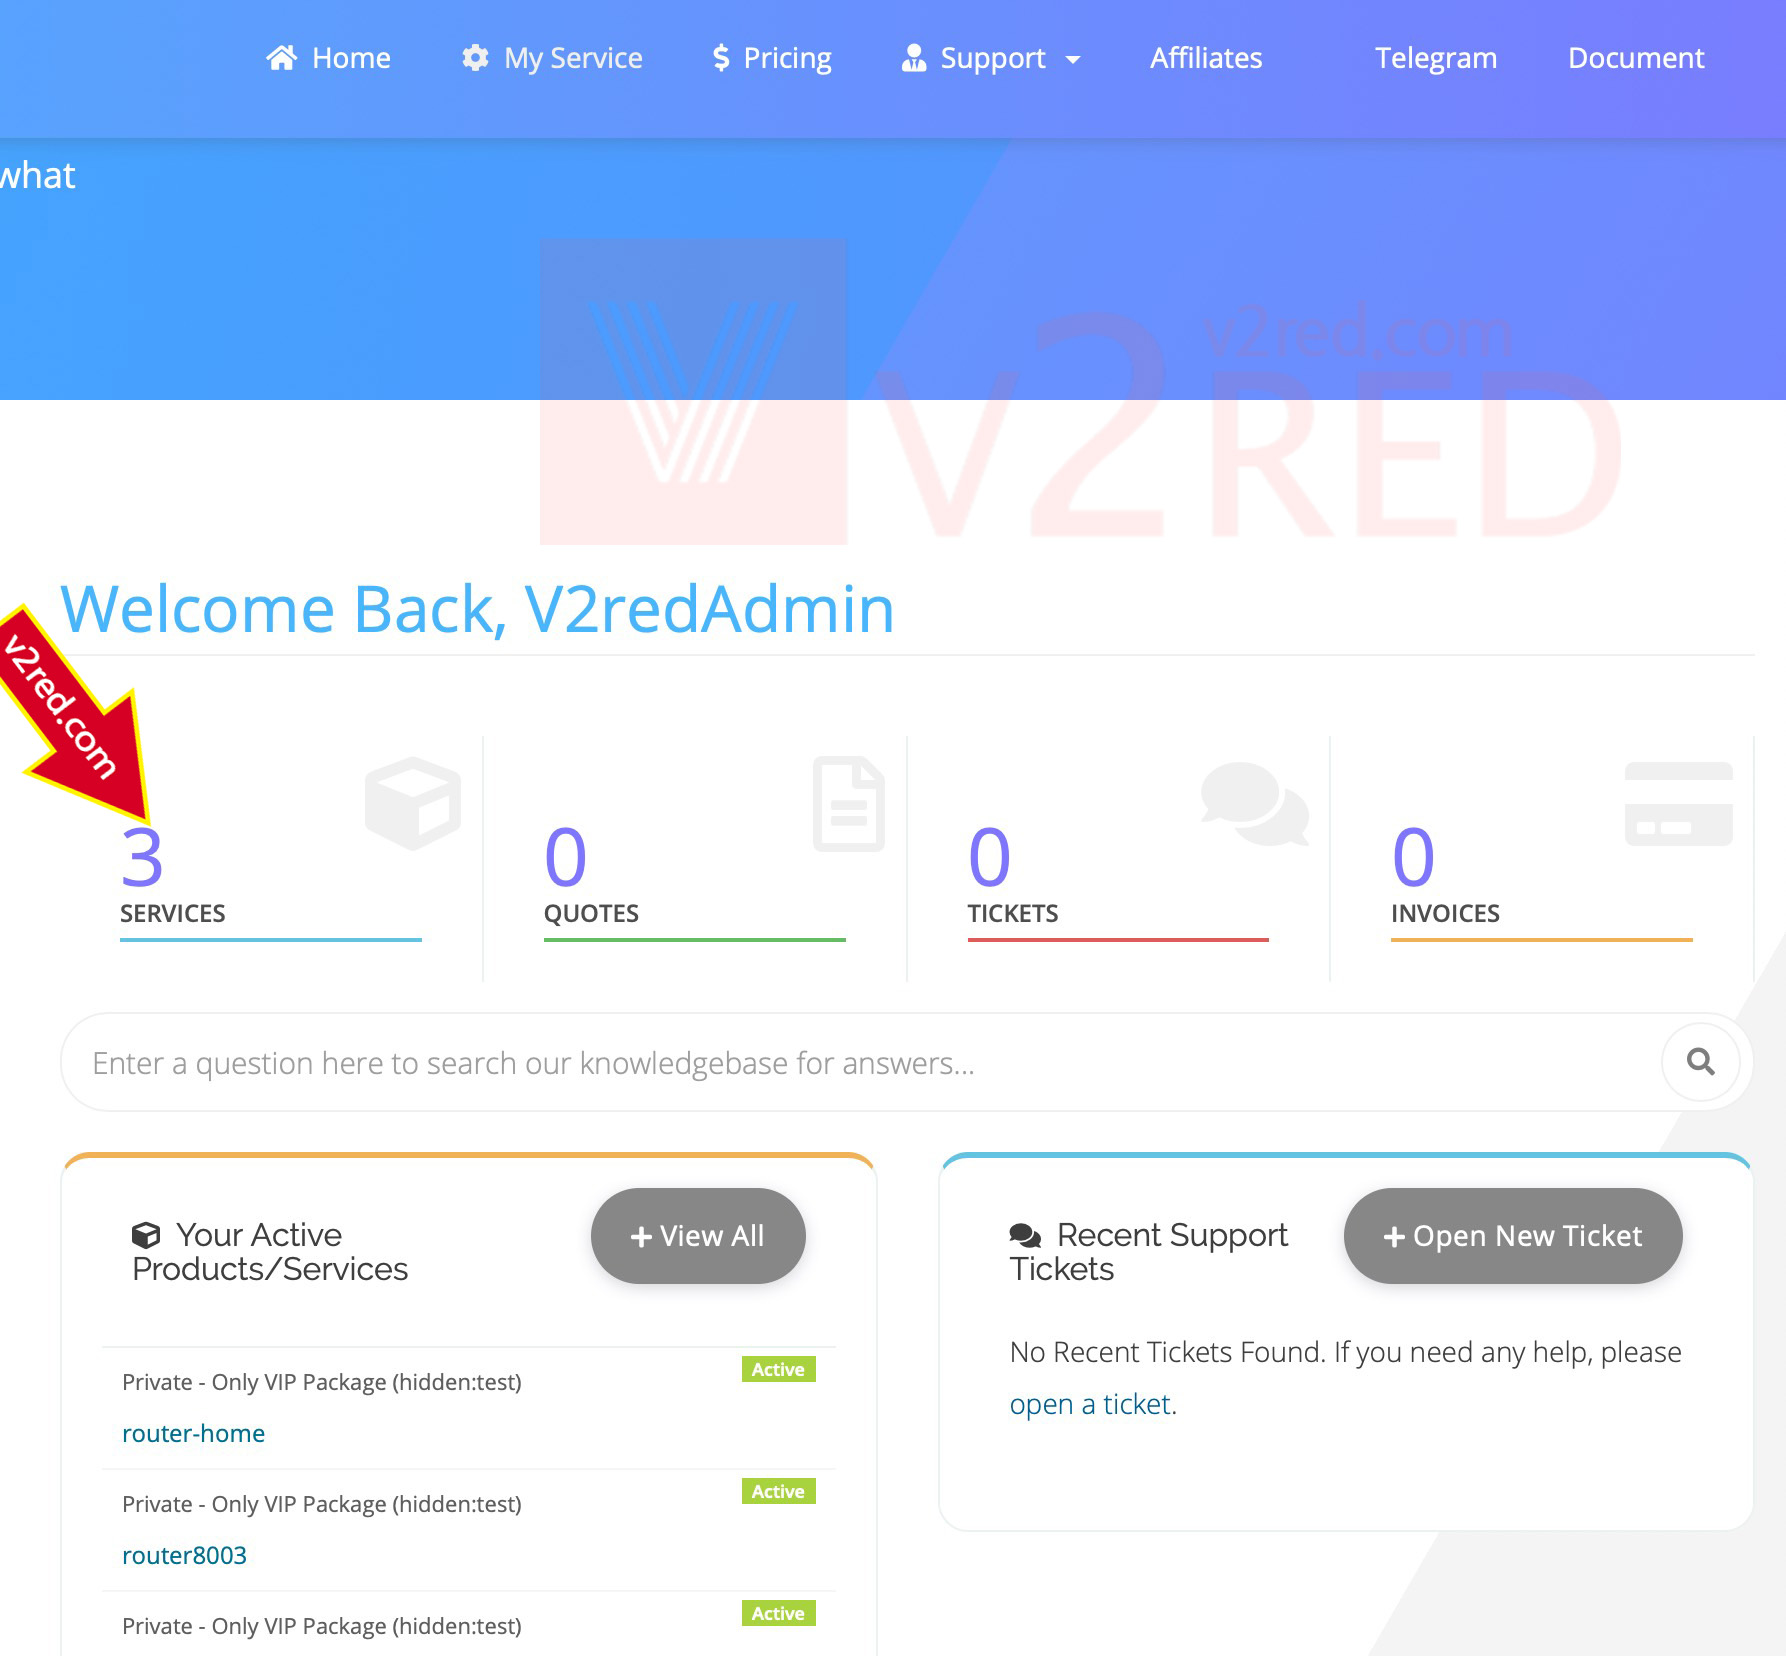 Home My Service $ Pricing Support Affiliates Telegram Document
what
v2red.com
V2RED
Welcome Back, V2redAdmin
v2red.com
3
SERVICES
0
QUOTES
0
TICKETS
0
INVOICES
Enter a question here to search our knowledgebase for answers...
Your Active
Products/Services
+ View All
Private - Only VIP Package (hidden:test)
Active
router-home
Private - Only VIP Package (hidden:test)
Active
router8003
Private - Only VIP Package (hidden:test)
Active
Recent Support
Tickets
+ Open New Ticket
No Recent Tickets Found. If you need any help, please
open a ticket.